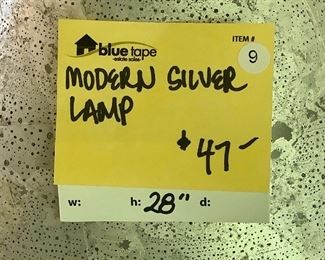 ITEM #
9
blue tape
estate sales
MODERN SILVER
LAMP
$47-
w: h: 28" d: